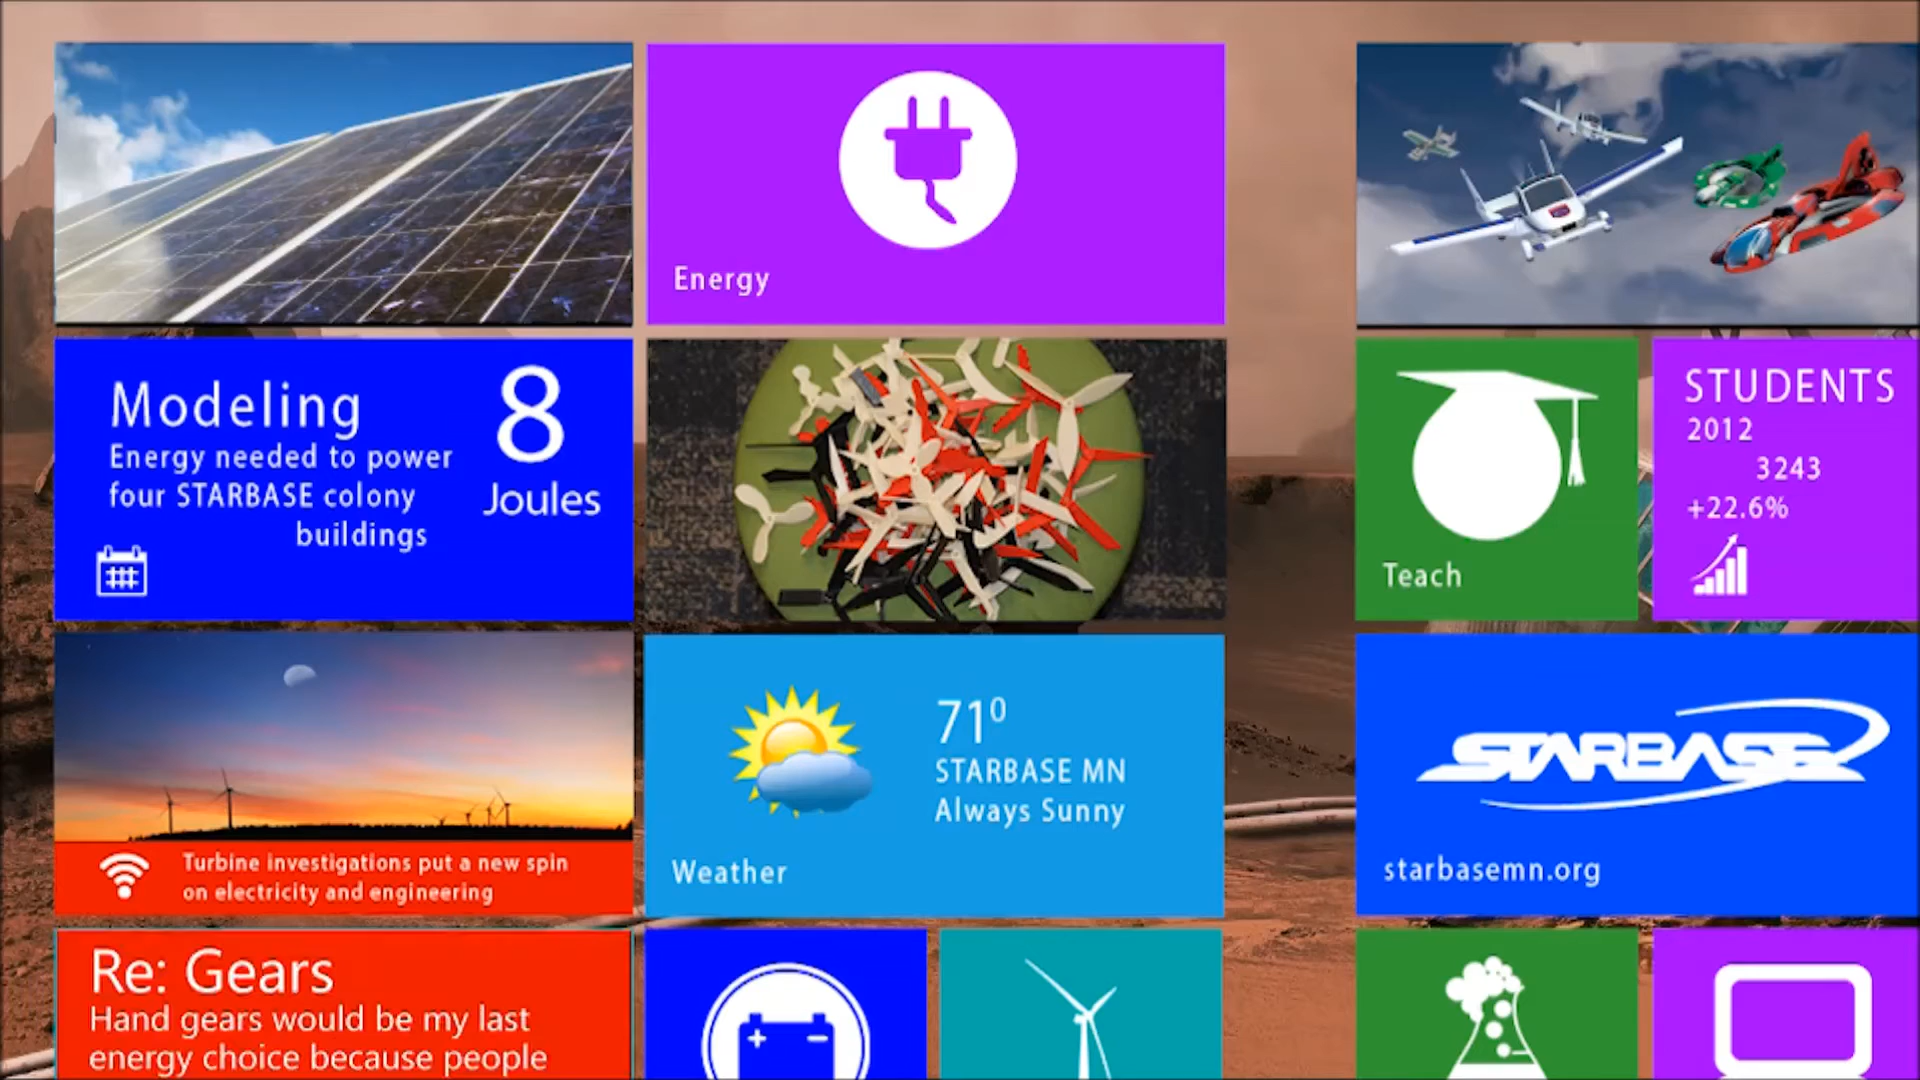 Energy
Modeling
Energy needed to power
four STARBASE colony
buildings
8
Joules
Teach
STUDENTS
2012
3243
+22.6%
Turbine investigations put a new spin
on electricity and engineering
71⁰
STARBASE MN
Always Sunny
Weather
STARBASE
starbasemn.org
Re: Gears
Hand gears would be my last
energy choice because people